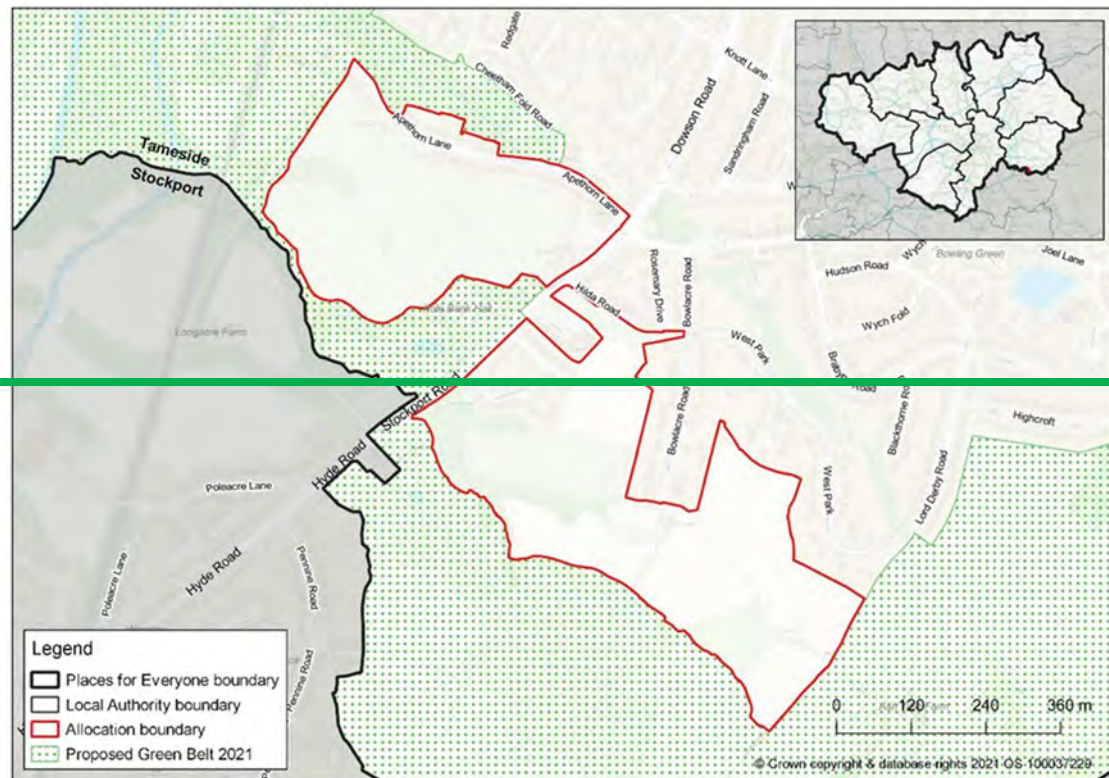 Redgate
Knott Lane
Cheetham Fold Road
Dowson Road
Sandringham Road
Apethorn Lane
Tameside
Stockport
Apethorn Lane
Joel Lane
Bowling Green
Wych
Hudson Road
Rosemary Drive
Bowlacre Road
Hilda Road
Wych Fold
West Park
Longacre Farm
Stockport Road
Road
Bowlacre Road
Blackthorne
Highcroft
Hyde Road
Poleacre Lane
West Park
Lord Derby Road
Poleacre Lane
Hyde Road
Pennine Road
Pennine Road
Legend
Places for Everyone boundary
Local Authority boundary
Allocation boundary
Proposed Green Belt 2021
0 120 240 360 m
© Crown copyright & database rights 2021 OS 100037229